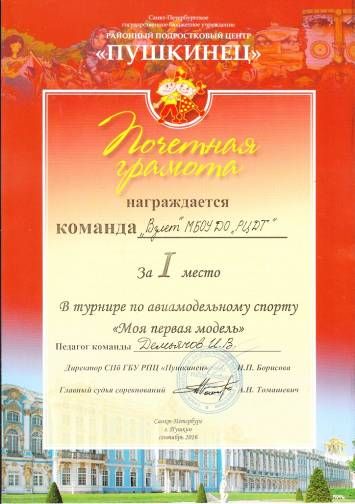 Санкт-Петербургское
государственное бюджетное учреждение
РАЙОННЫЙ ПОДРОСТКОВЫЙ ЦЕНТР
«ПУШКИНЕЦ»
Почетная
грамота
награждается
команда „Взлет" МБОУ ДО „РЦДТ"
За I место
В турнире по авиамодельному спорту
«Моя первая модель»
Педагог команды Демьянов И.В
Директор СПб ГБУ РПЦ «Пушкинец» И.П. Борисова
Главный судья соревнований А.Н. Томашевич
Санкт-Петербург
г. Пушкин
сентябрь 2016